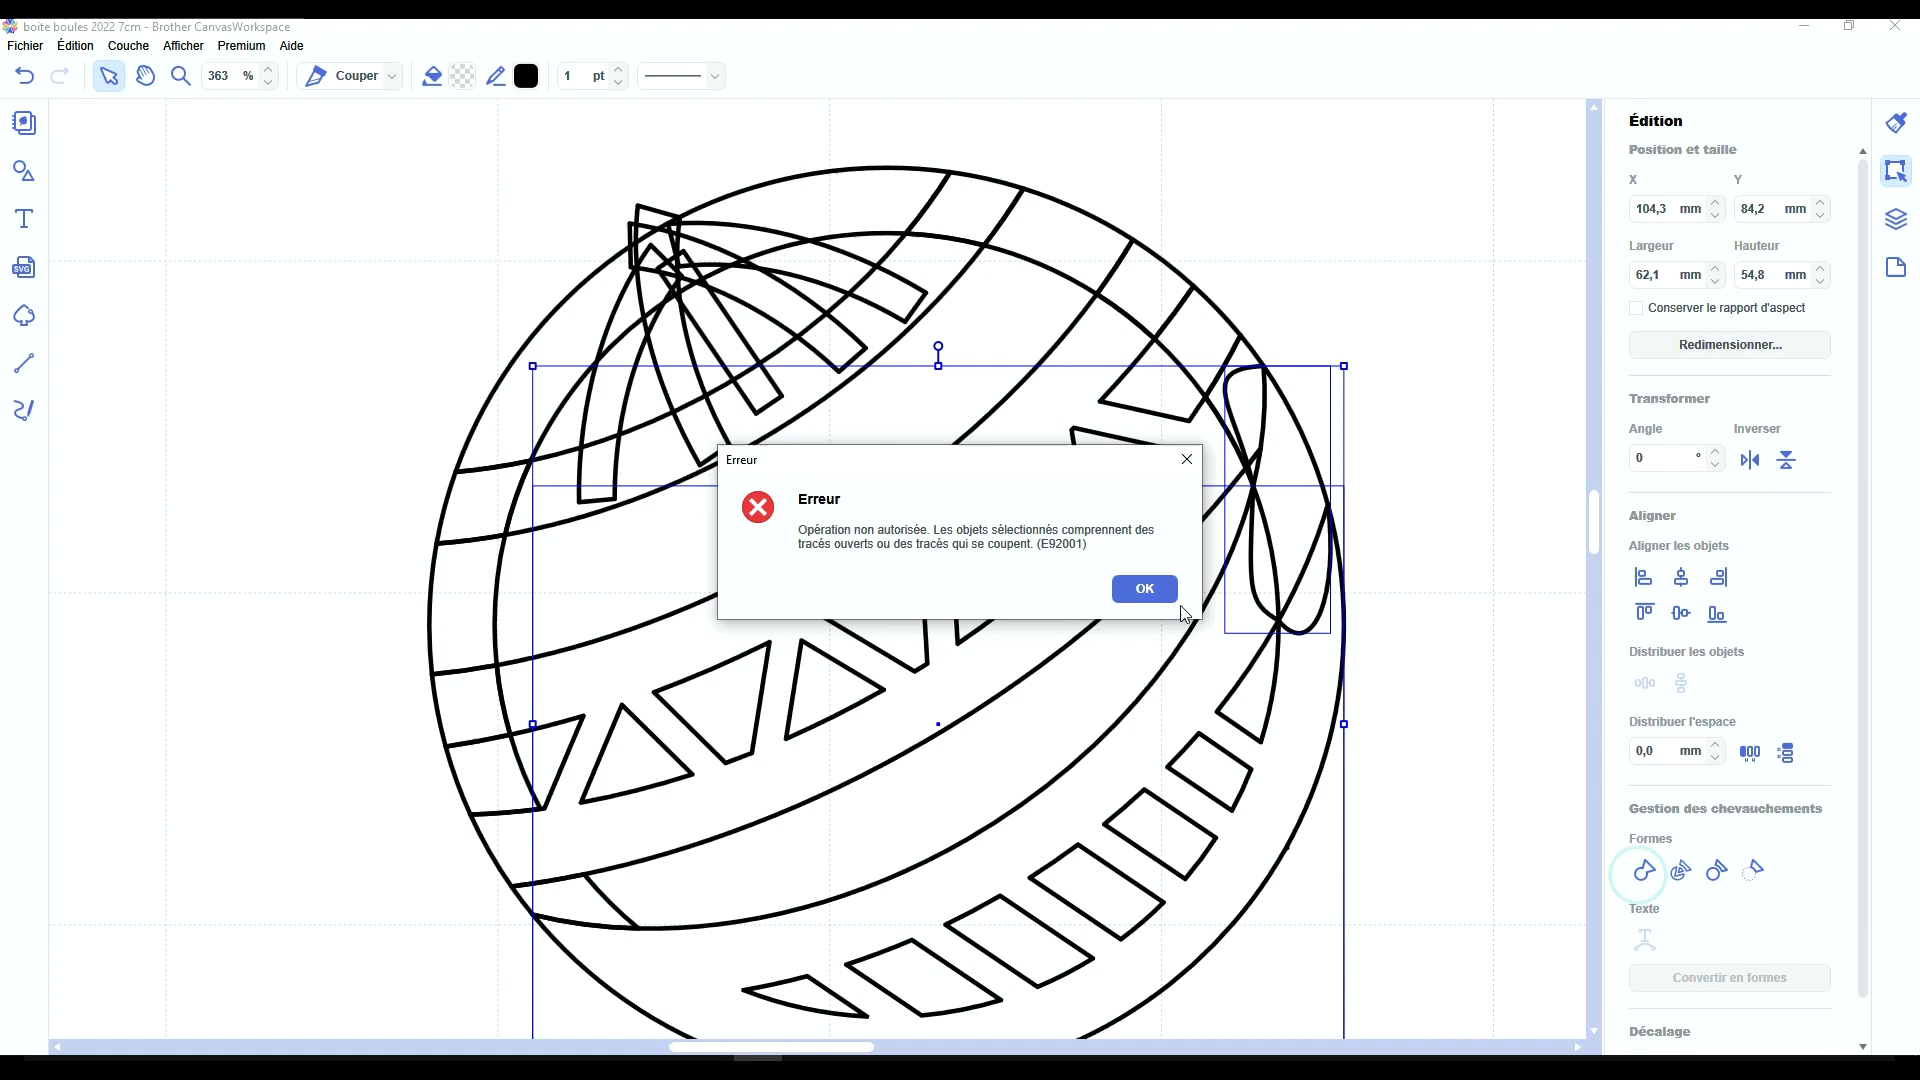 boite boules 2022 7cm - Brother CanvasWorkspace
Fichier Édition Couche Afficher Premium Aide
363 % Couper 1 pt
SVG
Édition
Position et taille
X Y
104,3 mm 84,2 mm
Largeur Hauteur
62,1 mm 54,8 mm
Conserver le rapport d'aspect
Redimensionner...
Transformer
Angle Inverser
0 °
Aligner
Aligner les objets
Distribuer les objets
Distribuer l'espace
0,0 mm
Gestion des chevauchements
Formes
Texte
Convertir en formes
Décalage
Erreur
Erreur
Opération non autorisée. Les objets sélectionnés comprennent des
tracés ouverts ou des tracés qui se coupent. (E92001)
OK